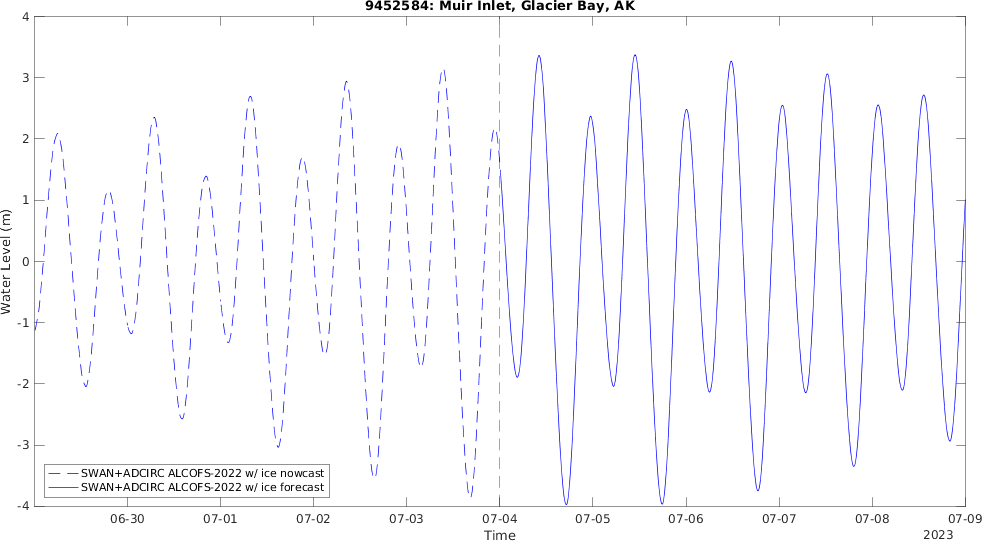 9452584: Muir Inlet, Glacier Bay, AK
4
3
2
1
0
-1
-2
-3
-4
Water Level (m)
SWAN+ADCIRC ALCOFS-2022 w/ ice nowcast
SWAN+ADCIRC ALCOFS-2022 w/ ice forecast
06-30 07-01 07-02 07-03 07-04 07-05 07-06 07-07 07-08 07-09
Time
2023